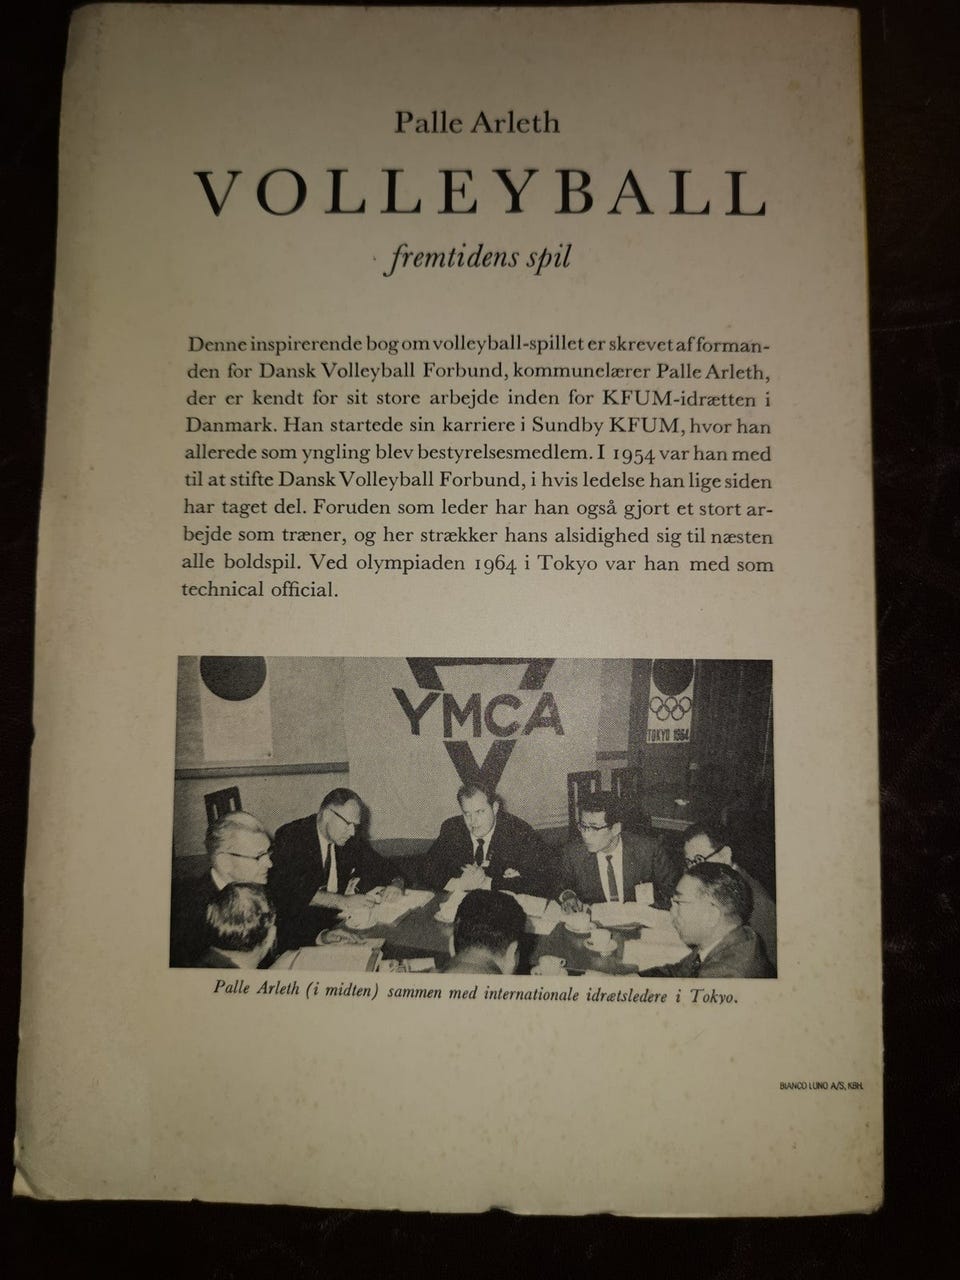 Palle Arleth
VOLLEYBALL
fremtidens spil
Denne inspirerende bog om volleyball-spillet er skrevet af forman-
den for Dansk Volleyball Forbund, kommunelærer Palle Arleth,
der er kendt for sit store arbejde inden for KFUM-idrætten i
Danmark. Han startede sin karriere i Sundby KFUM, hvor han
allerede som yngling blev bestyrelsesmedlem. I 1954 var han med
til at stifte Dansk Volleyball Forbund, i hvis ledelse han lige siden
har taget del. Foruden som leder har han også gjort et stort ar-
bejde som træner, og her strækker hans alsidighed sig til næsten
alle boldspil. Ved olympiaden 1964 i Tokyo var han med som
technical official.
YMCA
TOKYO 1964
Palle Arleth (i midten) sammen med internationale idrætsledere i Tokyo.
BIANCO LUNO A/S, KBH.